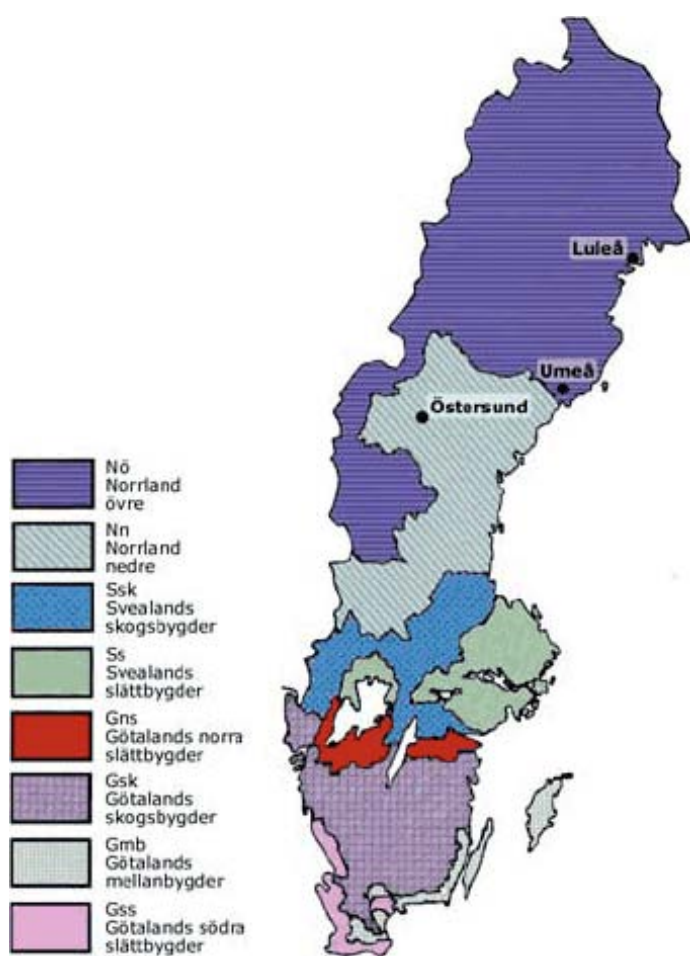 Luleå
Umeå
Östersund
Nö
Norrland
övre
Nn
Norrland
nedre
Ssk
Svealands
skogsbygder
Ss
Svealands
slättbygder
Gns
Götalands norra
slättbygder
Gsk
Götalands
skogsbygder
Gmb
Götalands
mellanbygder
Gss
Götalands södra
slättbygder